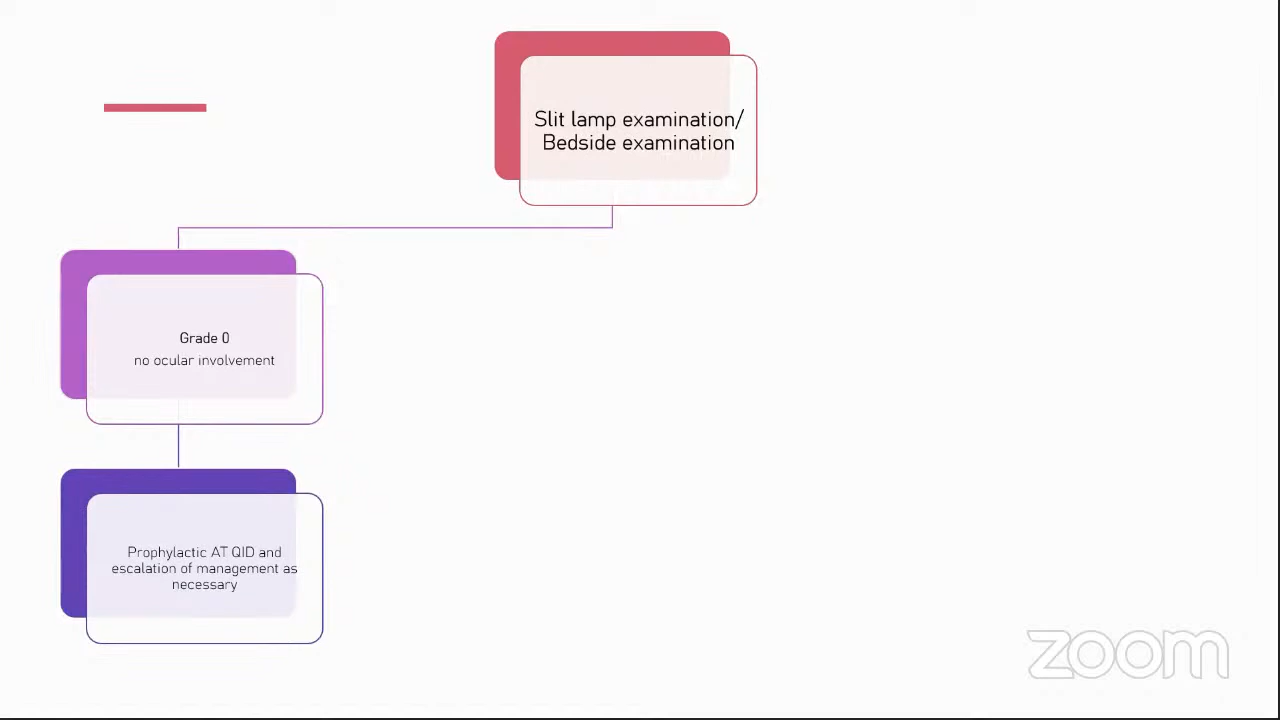 Slit lamp examination/
Bedside examination
Grade 0
no ocular involvement
Prophylactic AT QID and
escalation of management as
necessary
zoom